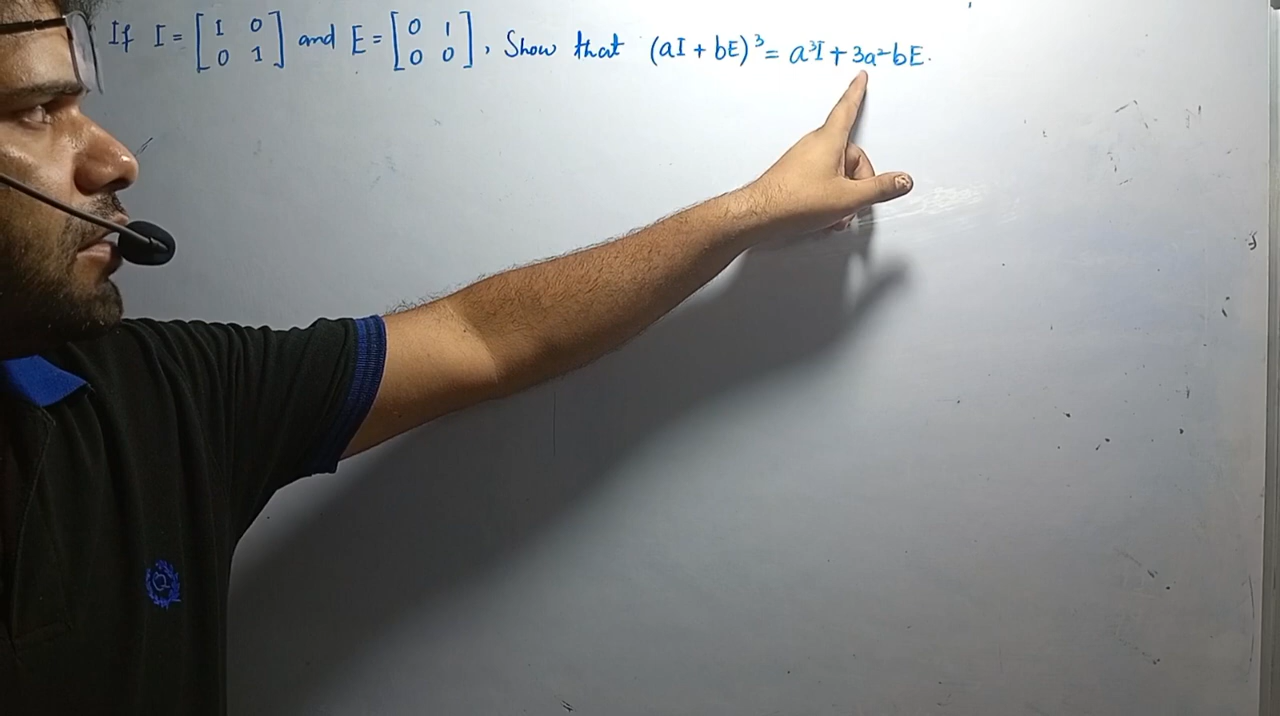 If I = [1 0 0 1] and E = [0 1 0 0], Show that (aI + bE)³ = a³I + 3a²bE.
Q